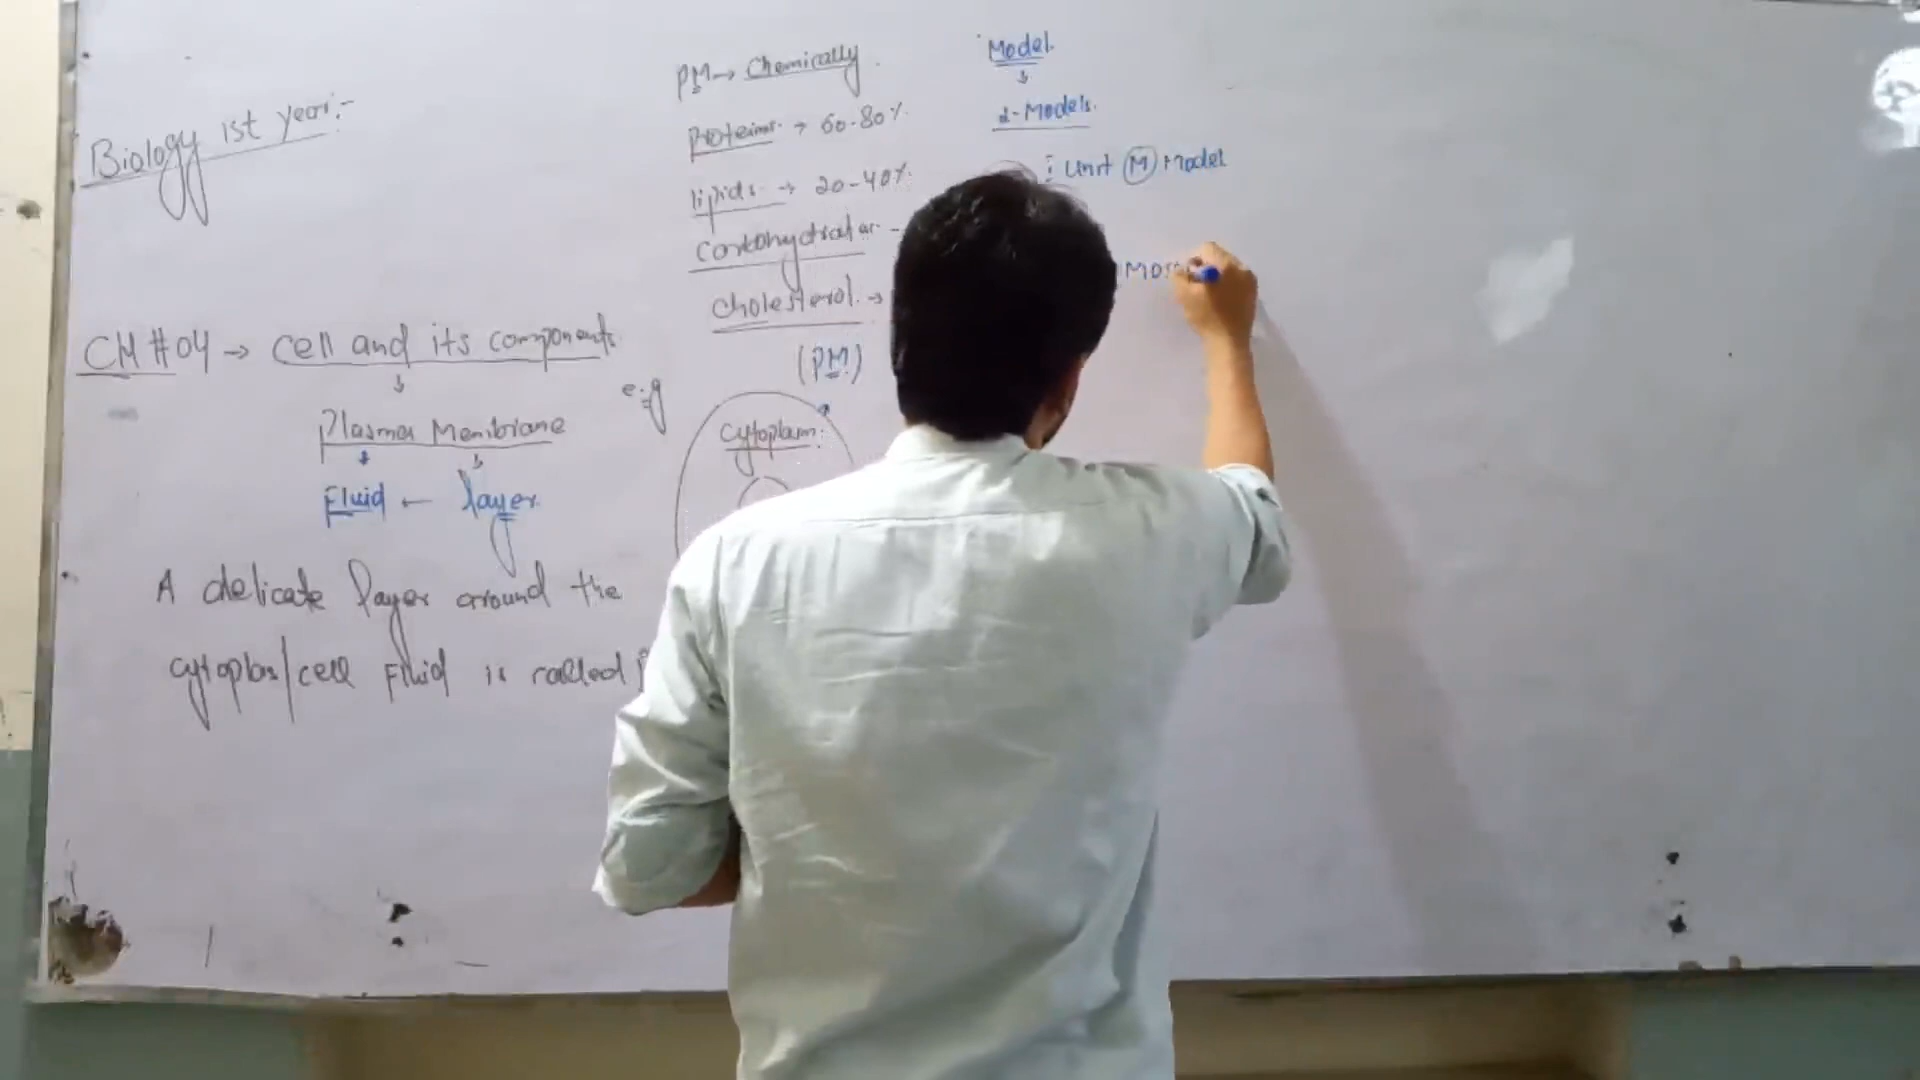 Biology 1st year:-
CH #04 → cell and its components
Plasma Membrane
Fluid ← layer
A delicate layer around the
cytoplas/cell Fluid is called
e.g
PM → Chemically
Proteins → 60-80%
lipids → 20-40%
Carbohydrates
Cholesterol →
(PM)
cytoplasm
Model
2-Models
i Unit M Model